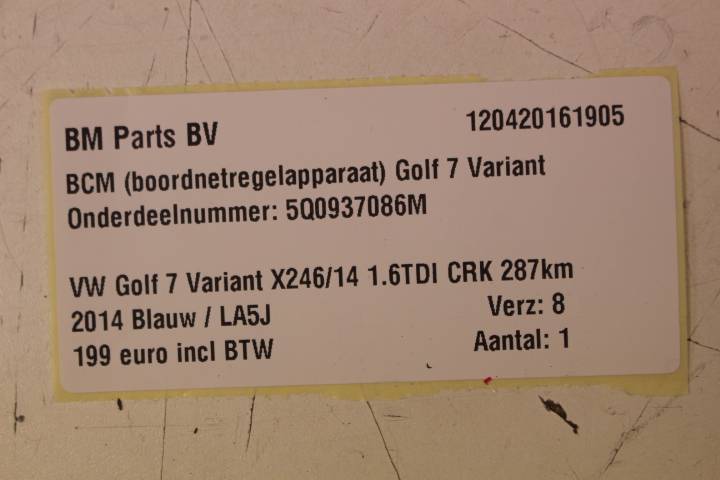 BM Parts BV 120420161905
BCM (boordnetregelapparaat) Golf 7 Variant
Onderdeelnummer: 5Q0937086M
VW Golf 7 Variant X246/14 1.6TDI CRK 287km
2014 Blauw / LA5J Verz: 8
199 euro incl BTW Aantal: 1